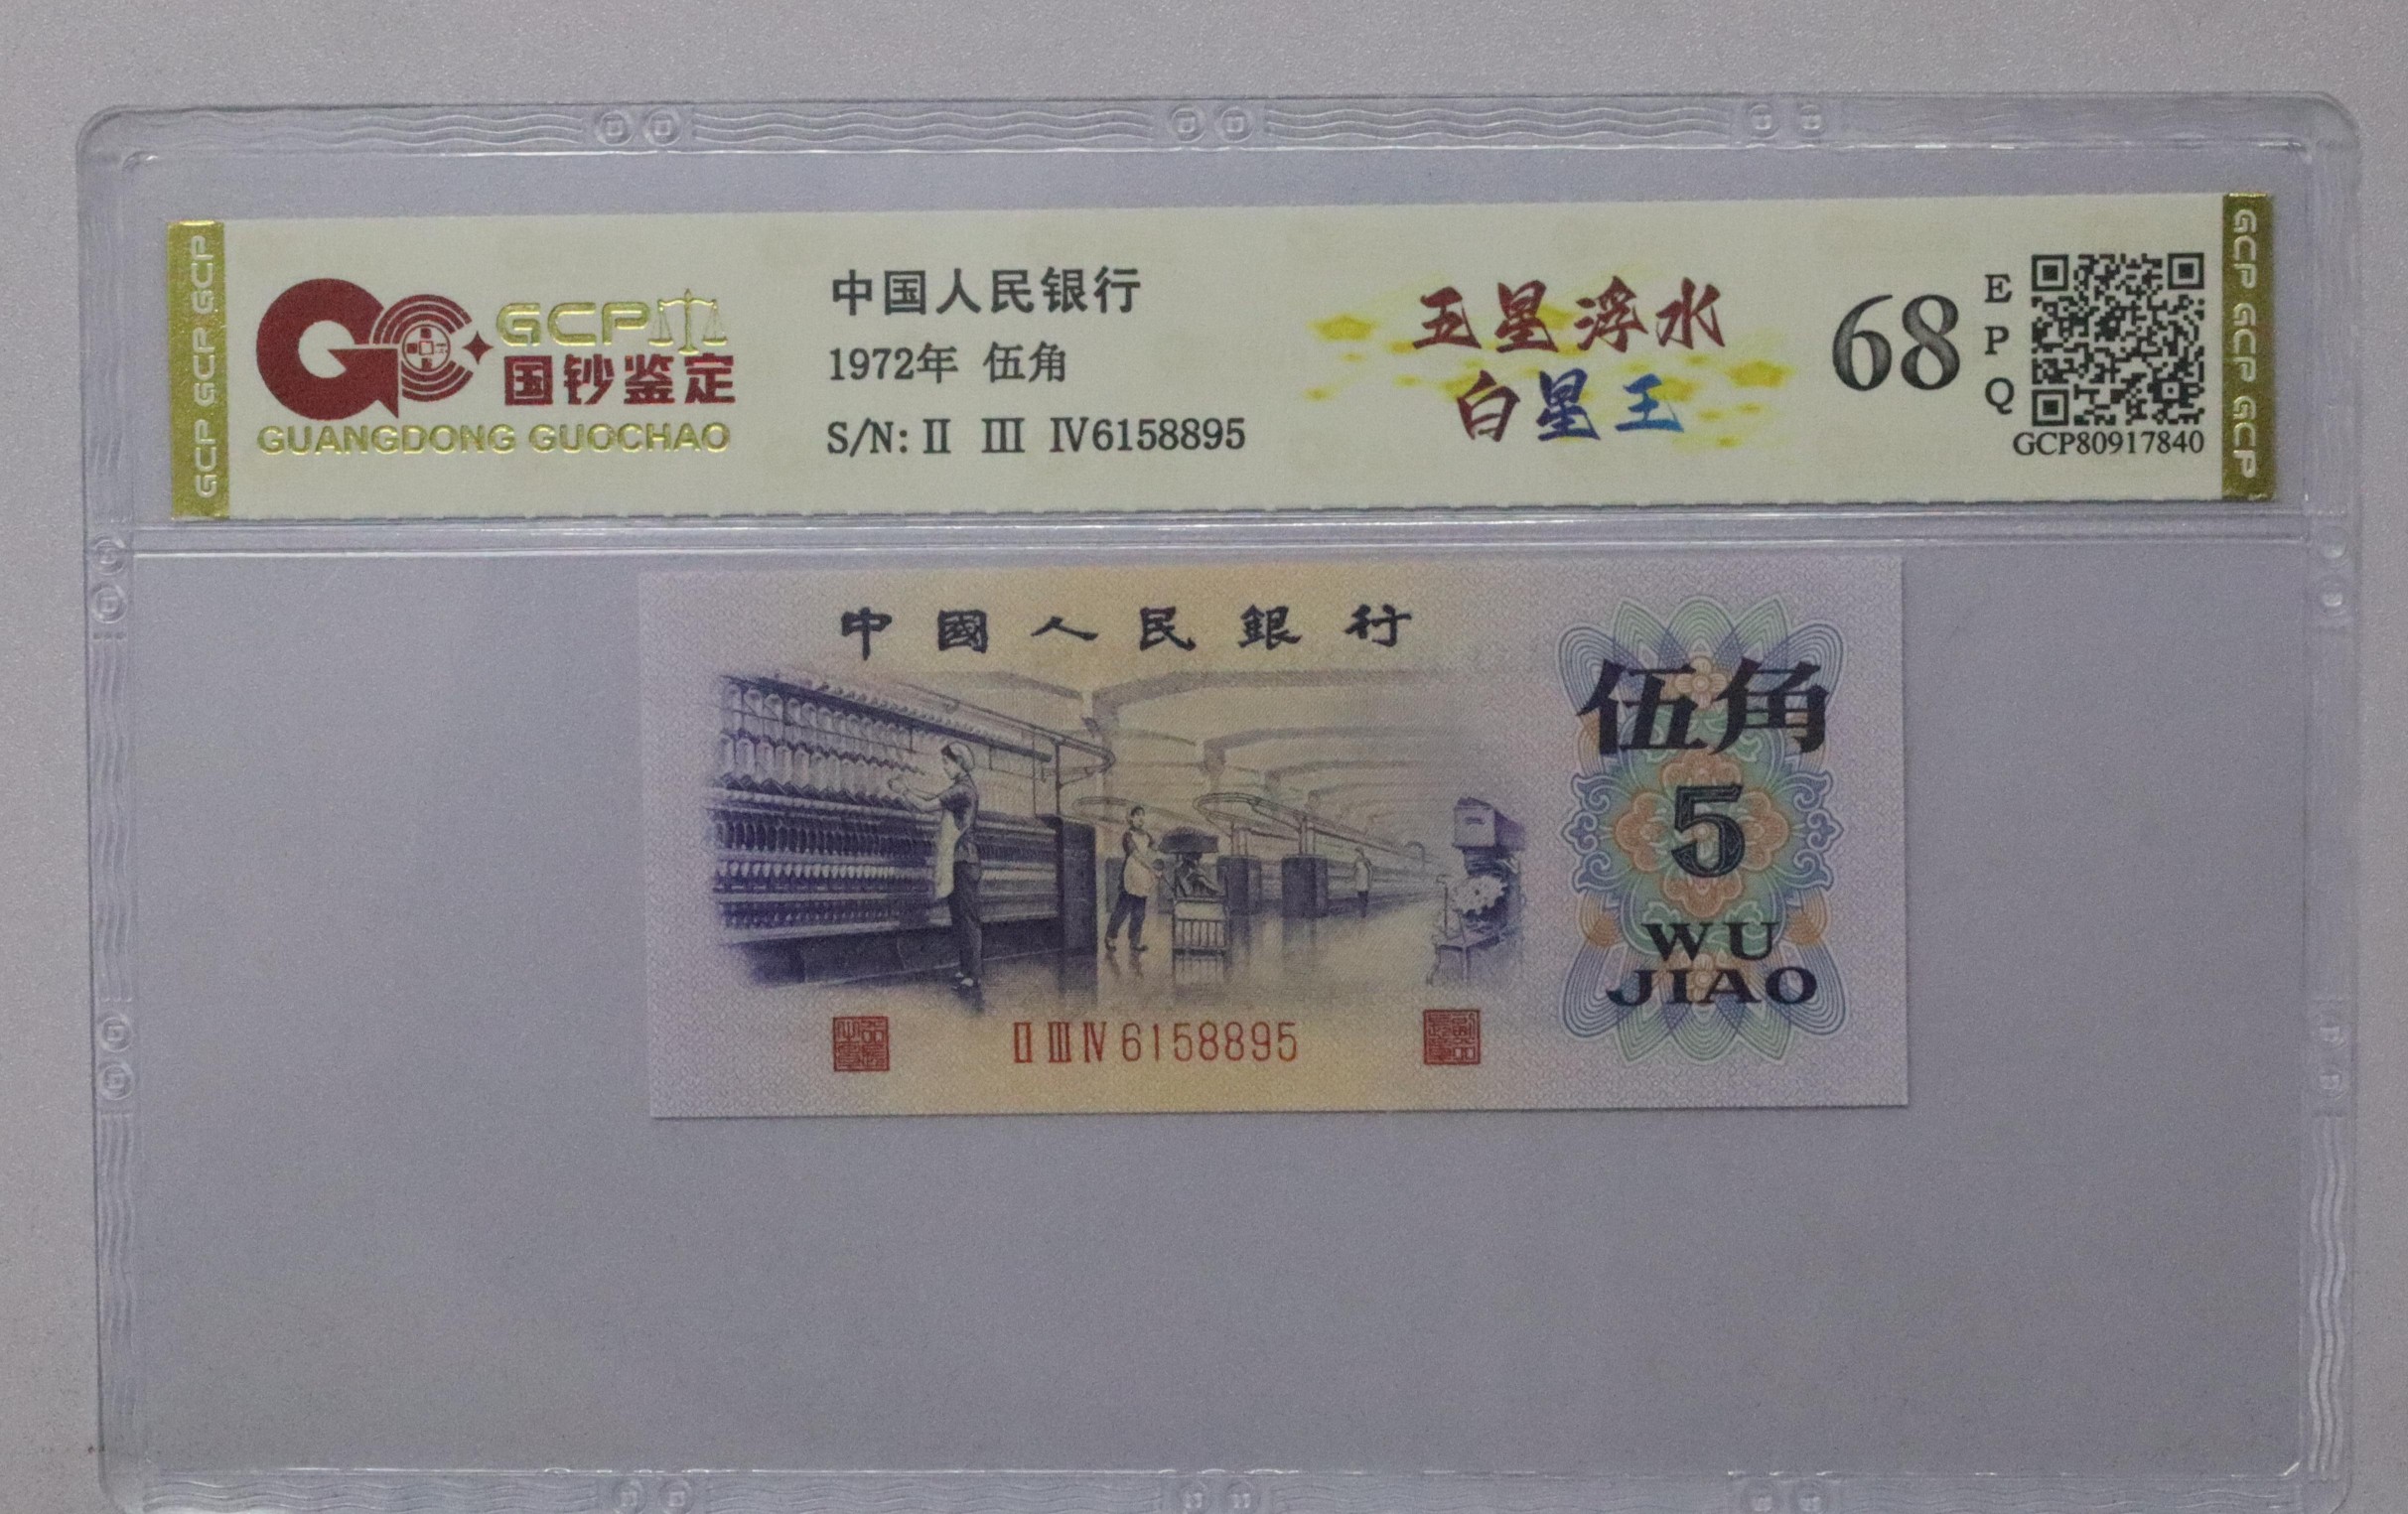 GCP GCP GCP
GCP
国钞鉴定
GUANGDONG GUOCHAO
中国人民银行
1972年 伍角
S/N: II III IV6158895
五星浮水
白星王
68
EPQ
GCP80917840
GCP GCP GCP
中國人民銀行
伍角
5
WU
JIAO
II III IV 6158895